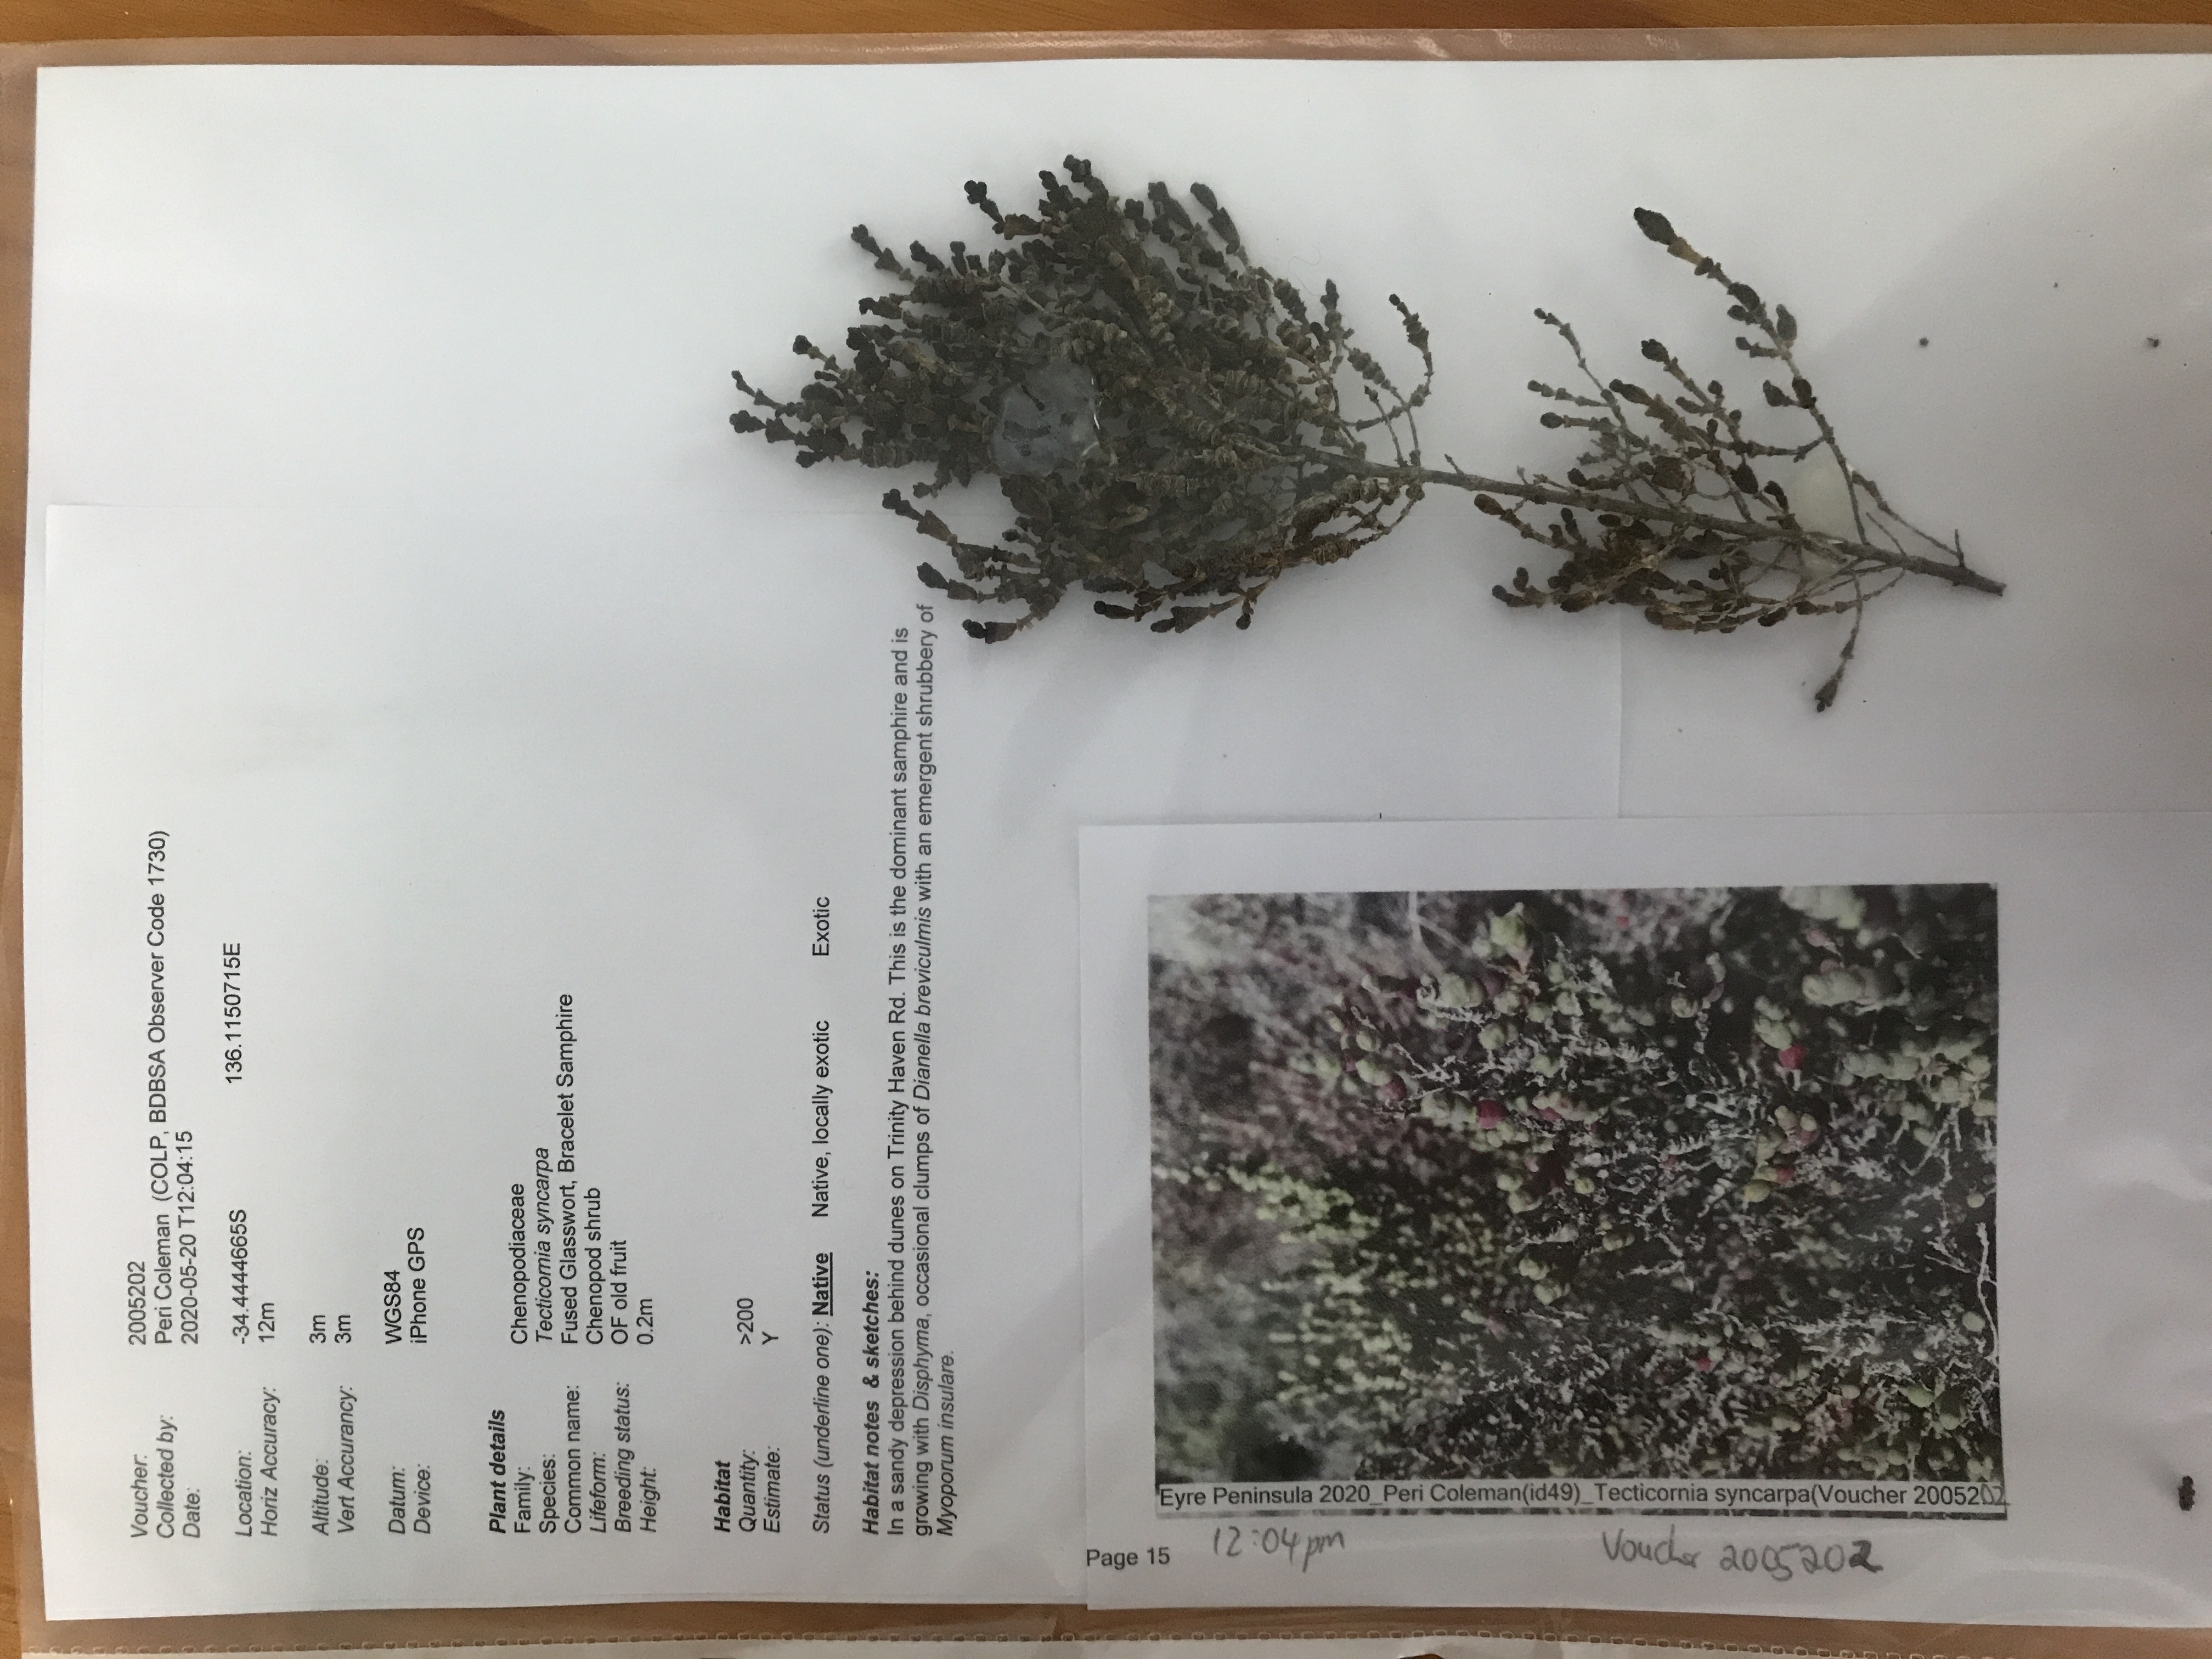 Voucher: 2005202
Collected by: Peri Coleman (COLP, BDBSA Observer Code 1730)
Date: 2020-05-20 T12:04:15
Location: -34.4444665S 136.1150715E
Horiz Accuracy: 12m
Altitude: 3m
Vert Accurancy: 3m
Datum: WGS84
Device: iPhone GPS
Plant details
Family: Chenopodiaceae
Species: Tecticornia syncarpa
Common name: Fused Glasswort, Bracelet Samphire
Lifeform: Chenopod shrub
Breeding status: OF old fruit
Height: 0.2m
Habitat
Quantity: >200
Estimate: Y
Status (underline one): Native Native, locally exotic Exotic
Habitat notes & sketches:
In a sandy depression behind dunes on Trinity Haven Rd. This is the dominant samphire and is
growing with Disphyma, occasional clumps of Dianella breviculmis with an emergent shrubbery of
Myoporum insulare.
Eyre Peninsula 2020_Peri Coleman(id49)_Tecticornia syncarpa(Voucher 2005202
Page 15 12:04pm Voucher 2005202